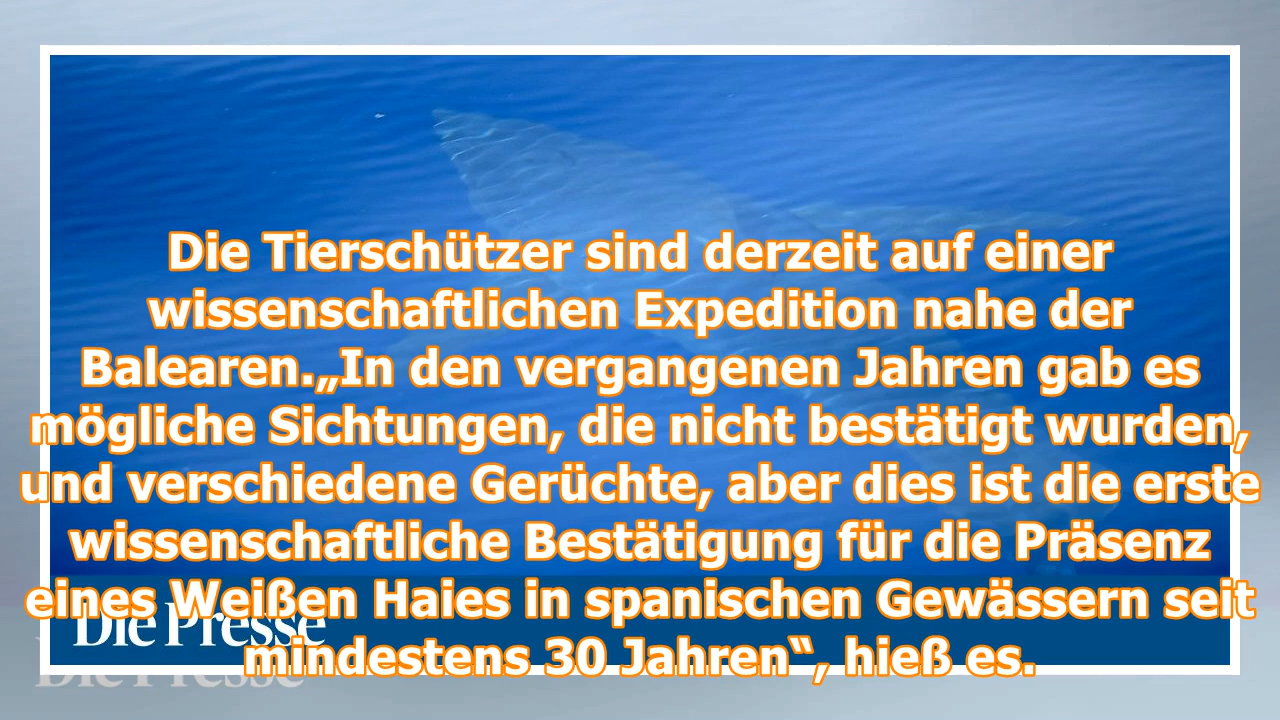 Die Tierschützer sind derzeit auf einer
wissenschaftlichen Expedition nahe der
Balearen.„In den vergangenen Jahren gab es
mögliche Sichtungen, die nicht bestätigt wurden,
und verschiedene Gerüchte, aber dies ist die erste
wissenschaftliche Bestätigung für die Präsenz
eines Weißen Haies in spanischen Gewässern seit
Die Presse
mindestens 30 Jahren“, hieß es.
Die Presse